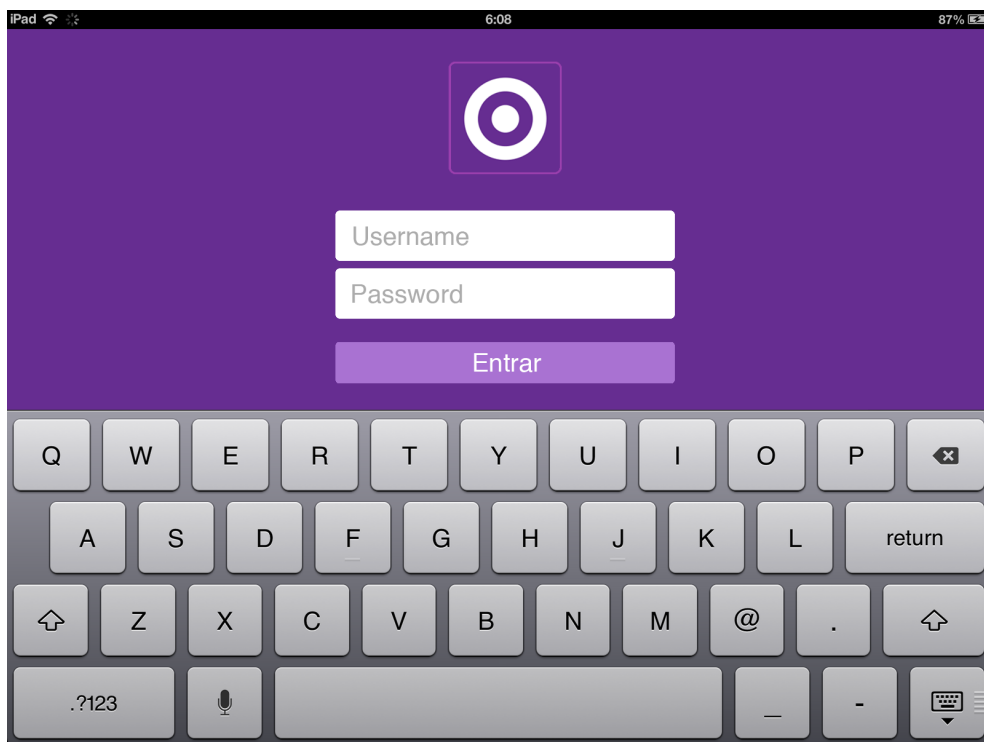 iPad 6:08 87%
Username
Password
Entrar
Q W E R T Y U I O P
A S D F G H J K L return
Z X C V B N M @ .
.?123 _ -